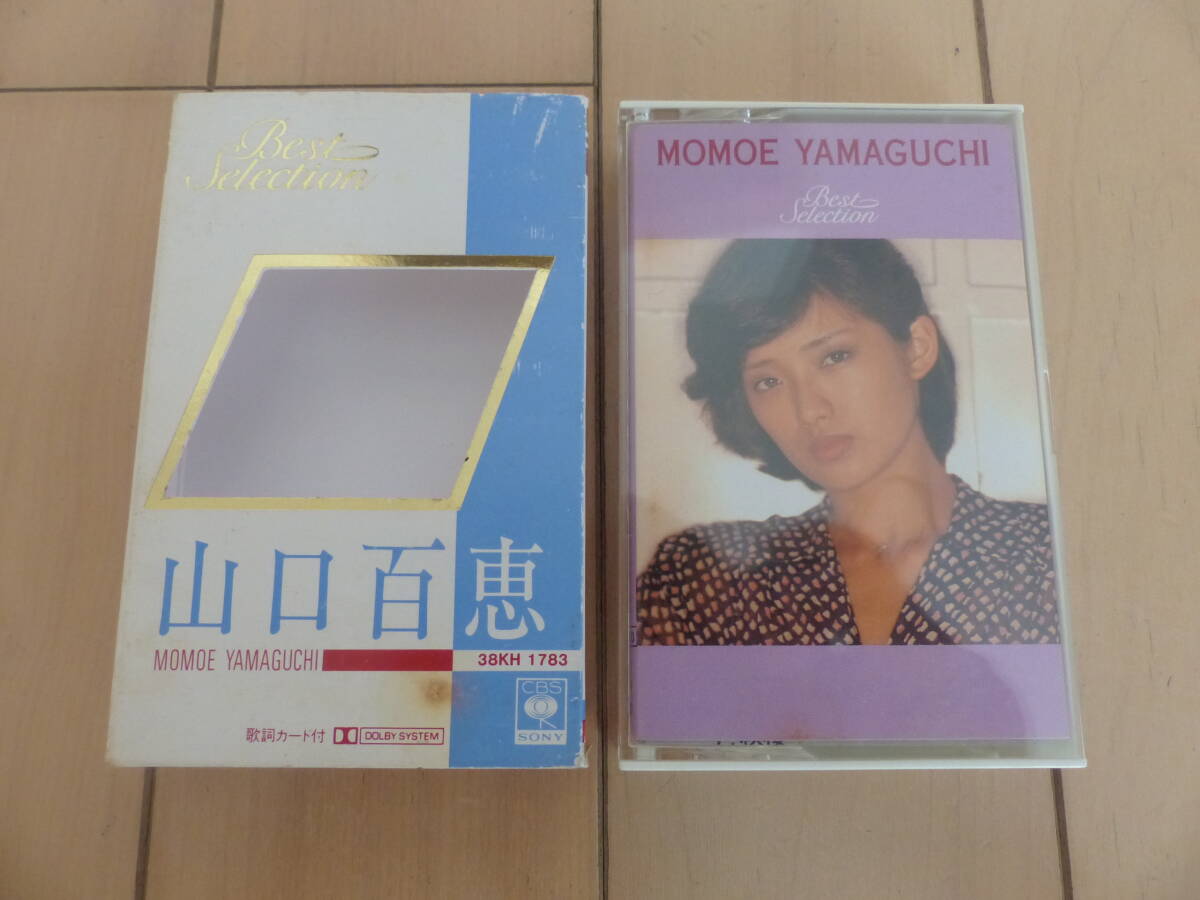 Best
Selection
山口百恵
MOMOE YAMAGUCHI
38KH 1783
歌詞カード付
DOLBY SYSTEM
CBS
SONY
MOMOE YAMAGUCHI
Best
Selection